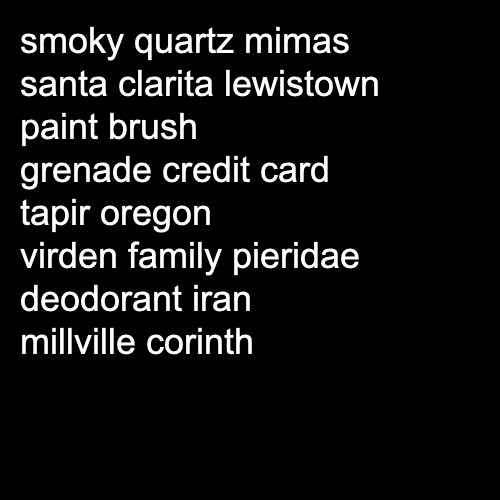 smoky quartz mimas
santa clarita lewistown
paint brush
grenade credit card
tapir oregon
virden family pieridae
deodorant iran
millville corinth